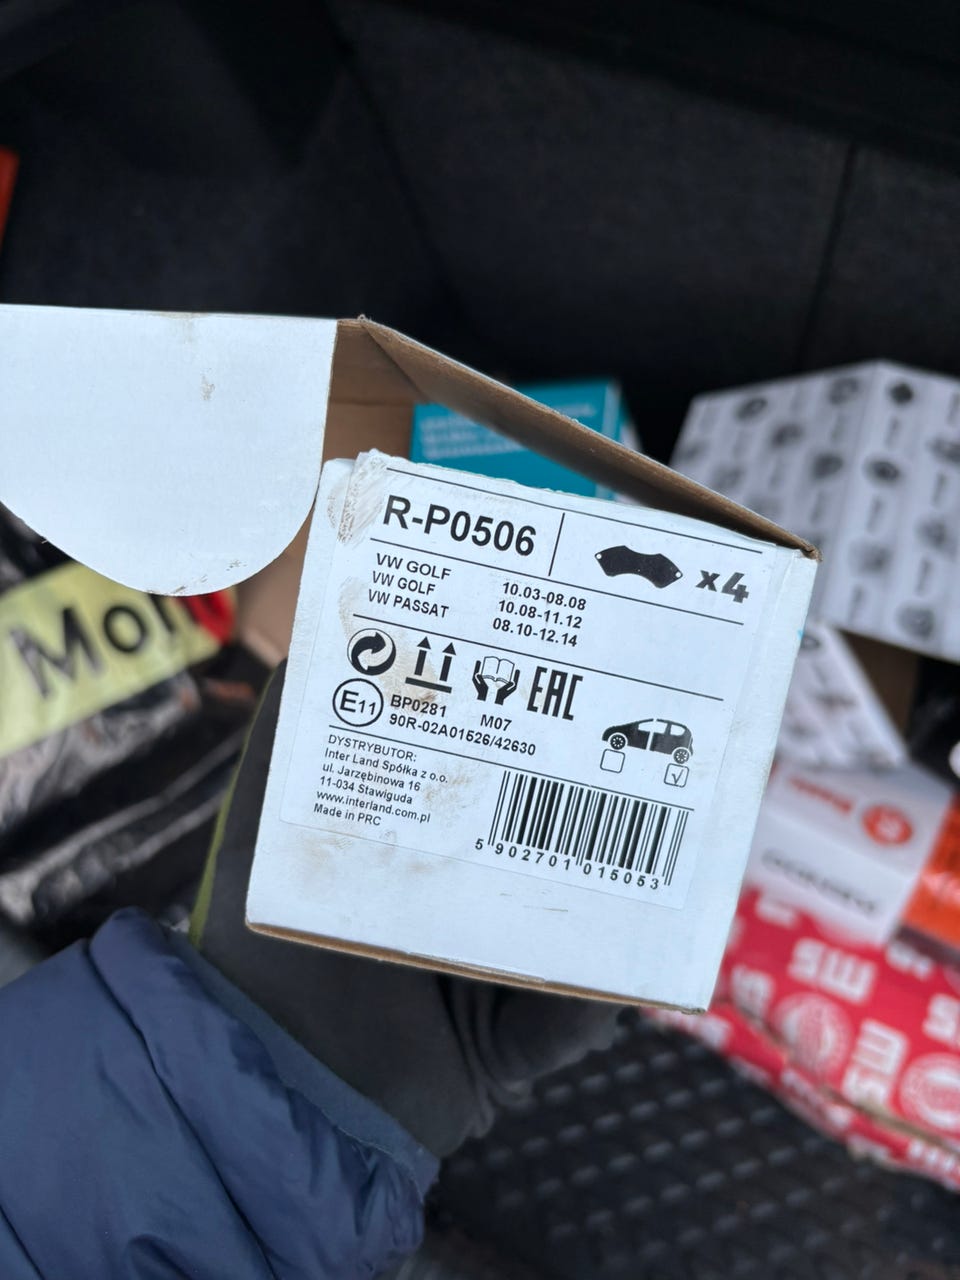 R-P0506
x4
VW GOLF 10.03-08.08
VW GOLF 10.08-11.12
VW PASSAT 08.10-12.14
EAC
E11
BP0281 M07
90R-02A01526/42630
DYSTRYBUTOR:
Inter Land Spółka z o.o.
ul. Jarzębinowa 16
11-034 Stawiguda
www.interland.com.pl
Made in PRC
5 902701 015053
Mo
SM